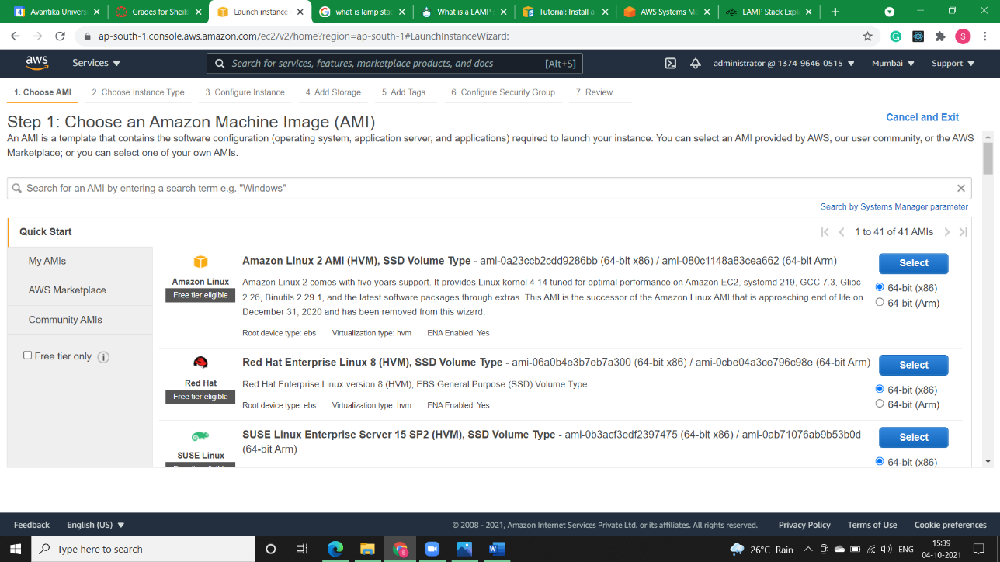 Avantika Univers
Grades for Sheik
Launch instance
what is lamp stac
What is a LAMP s
Tutorial: Install a
AWS Systems Ma
LAMP Stack Expl
ap-south-1.console.aws.amazon.com/ec2/v2/home?region=ap-south-1#LaunchInstanceWizard:
S
aws
Services
Search for services, features, marketplace products, and docs
[Alt+S]
administrator @ 1374-9646-0515
Mumbai
Support
1. Choose AMI
2. Choose Instance Type
3. Configure Instance
4. Add Storage
5. Add Tags
6. Configure Security Group
7. Review
Step 1: Choose an Amazon Machine Image (AMI)
Cancel and Exit
An AMI is a template that contains the software configuration (operating system, application server, and applications) required to launch your instance. You can select an AMI provided by AWS, our user community, or the AWS
Marketplace; or you can select one of your own AMIs.
Search for an AMI by entering a search term e.g. "Windows"
Search by Systems Manager parameter
Quick Start
1 to 41 of 41 AMIs
My AMIs
AWS Marketplace
Community AMIs
Free tier only
Amazon Linux
Free tier eligible
Amazon Linux 2 AMI (HVM), SSD Volume Type - ami-0a23ccb2cdd9286bb (64-bit x86) / ami-080c1148a83cea662 (64-bit Arm)
Amazon Linux 2 comes with five years support. It provides Linux kernel 4.14 tuned for optimal performance on Amazon EC2, systemd 219, GCC 7.3, Glibc
2.26, Binutils 2.29.1, and the latest software packages through extras. This AMI is the successor of the Amazon Linux AMI that is approaching end of life on
December 31, 2020 and has been removed from this wizard.
Root device type: ebs Virtualization type: hvm ENA Enabled: Yes
Select
64-bit (x86)
64-bit (Arm)
Red Hat
Free tier eligible
Red Hat Enterprise Linux 8 (HVM), SSD Volume Type - ami-06a0b4e3b7eb7a300 (64-bit x86) / ami-0cbe04a3ce796c98e (64-bit Arm)
Red Hat Enterprise Linux version 8 (HVM), EBS General Purpose (SSD) Volume Type
Root device type: ebs Virtualization type: hvm ENA Enabled: Yes
Select
64-bit (x86)
64-bit (Arm)
SUSE Linux
SUSE Linux Enterprise Server 15 SP2 (HVM), SSD Volume Type - ami-0b3acf3edf2397475 (64-bit x86) / ami-0ab71076ab9b53b0d
(64-bit Arm)
Select
64-bit (x86)
Feedback
English (US)
© 2008 - 2021, Amazon Internet Services Private Ltd. or its affiliates. All rights reserved.
Privacy Policy
Terms of Use
Cookie preferences
Type here to search
26°C Rain
ENG
15:39
04-10-2021